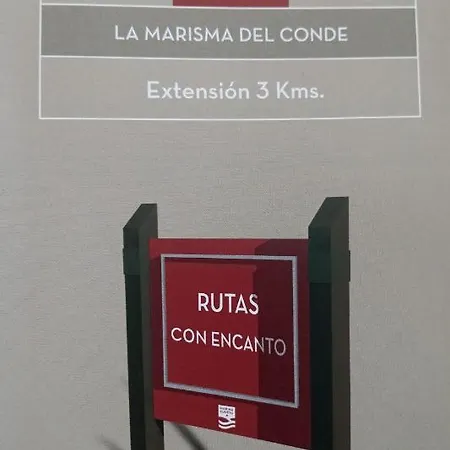 LA MARISMA DEL CONDE
Extensión 3 Kms.
RUTAS
CON ENCANTO